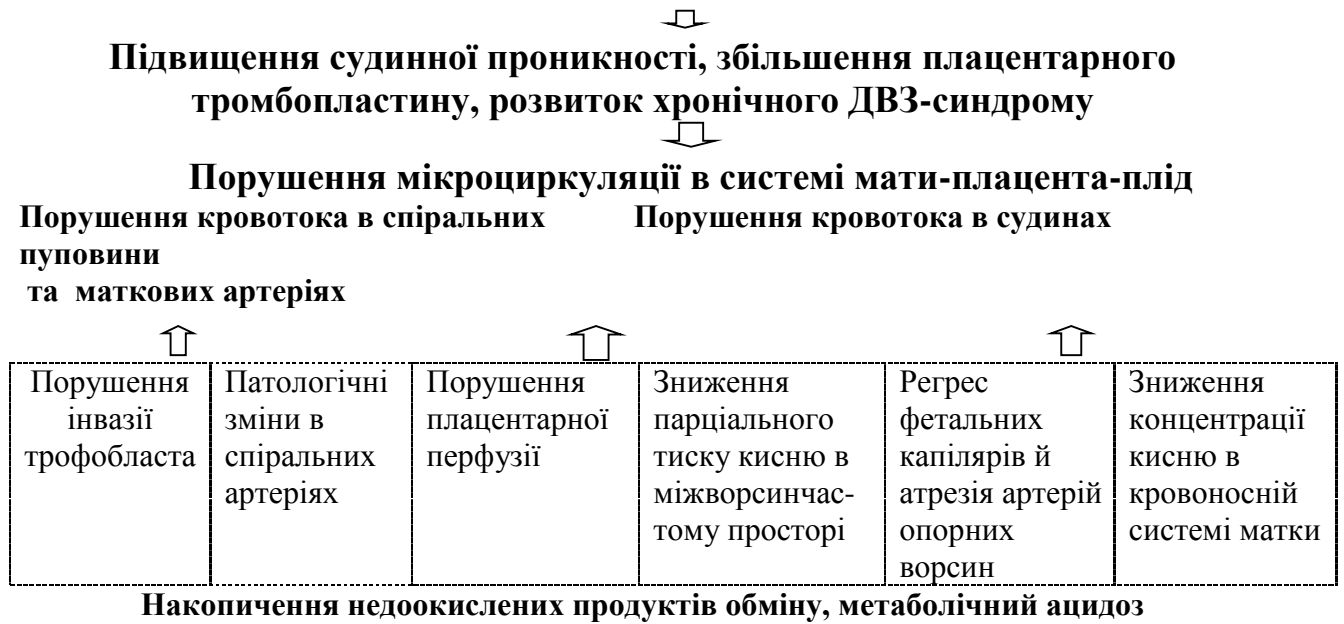 Підвищення судинної проникності, збільшення плацентарного
тромбопластину, розвиток хронічного ДВЗ-синдрому
Порушення мікроциркуляції в системі мати-плацента-плід
Порушення кровотока в спіральних Порушення кровотока в судинах
пуповини
та маткових артеріях
Порушення
інвазії
трофобласта
Патологічні
зміни в
спіральних
артеріях
Порушення
плацентарної
перфузії
Зниження
парціального
тиску кисню в
міжворсинчас-
тому просторі
Регрес
фетальних
капілярів й
атрезія артерій
опорних
ворсин
Зниження
концентрації
кисню в
кровоносній
системі матки
Накопичення недоокислених продуктів обміну, метаболічний ацидоз